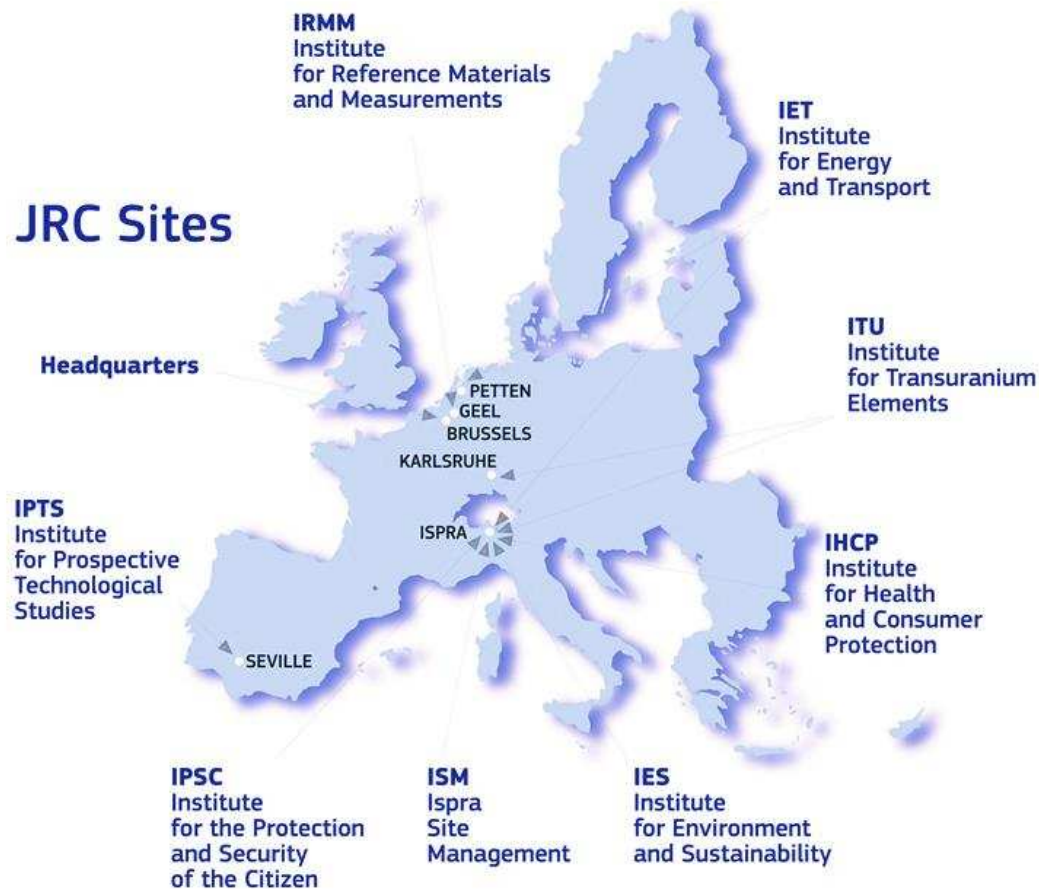 IRMM
Institute
for Reference Materials
and Measurements
IET
Institute
for Energy
and Transport
JRC Sites
ITU
Institute
for Transuranium
Elements
Headquarters
PETTEN
GEEL
BRUSSELS
KARLSRUHE
IPTS
Institute
for Prospective
Technological
Studies
ISPRA
IHCP
Institute
for Health
and Consumer
Protection
SEVILLE
IPSC
Institute
for the Protection
and Security
of the Citizen
ISM
Ispra
Site
Management
IES
Institute
for Environment
and Sustainability